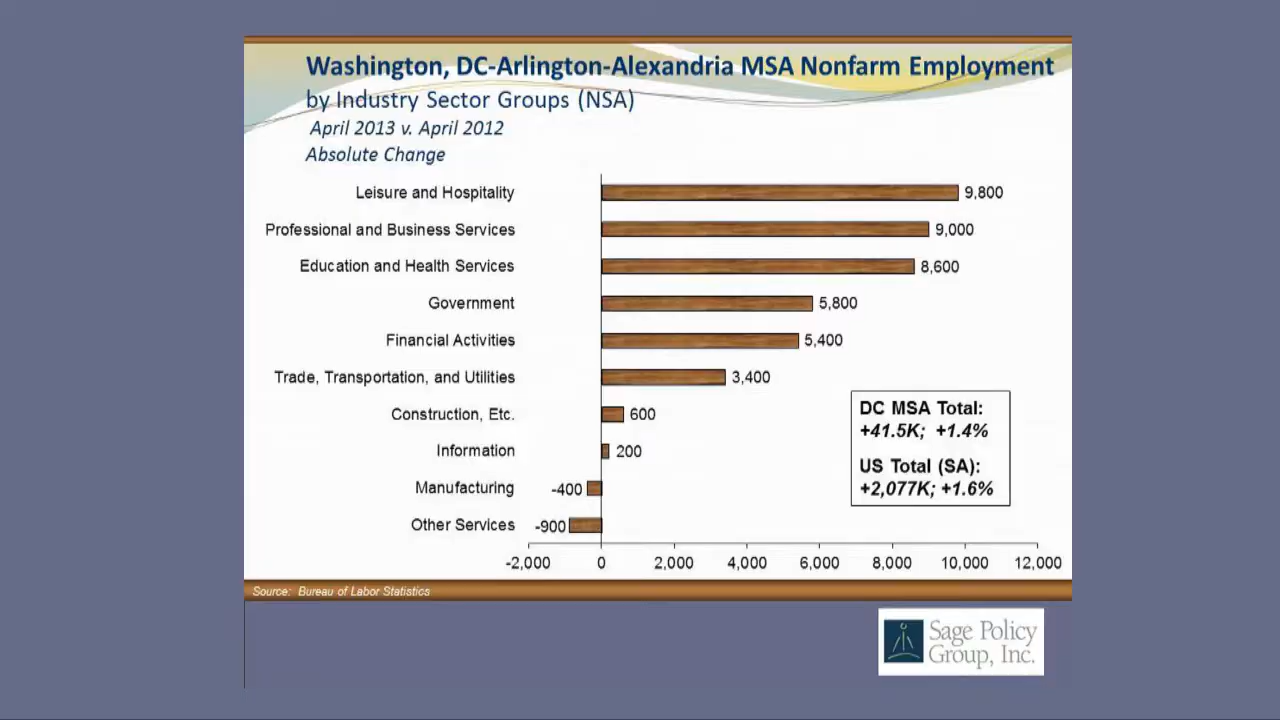 Washington, DC-Arlington-Alexandria MSA Nonfarm Employment
by Industry Sector Groups (NSA)
April 2013 v. April 2012
Absolute Change
Leisure and Hospitality 9,800
Professional and Business Services 9,000
Education and Health Services 8,600
Government 5,800
Financial Activities 5,400
Trade, Transportation, and Utilities 3,400
Construction, Etc. 600
Information 200
Manufacturing -400
Other Services -900
DC MSA Total:
+41.5K; +1.4%
US Total (SA):
+2,077K; +1.6%
-2,000 0 2,000 4,000 6,000 8,000 10,000 12,000
Source: Bureau of Labor Statistics
Sage Policy
Group, Inc.